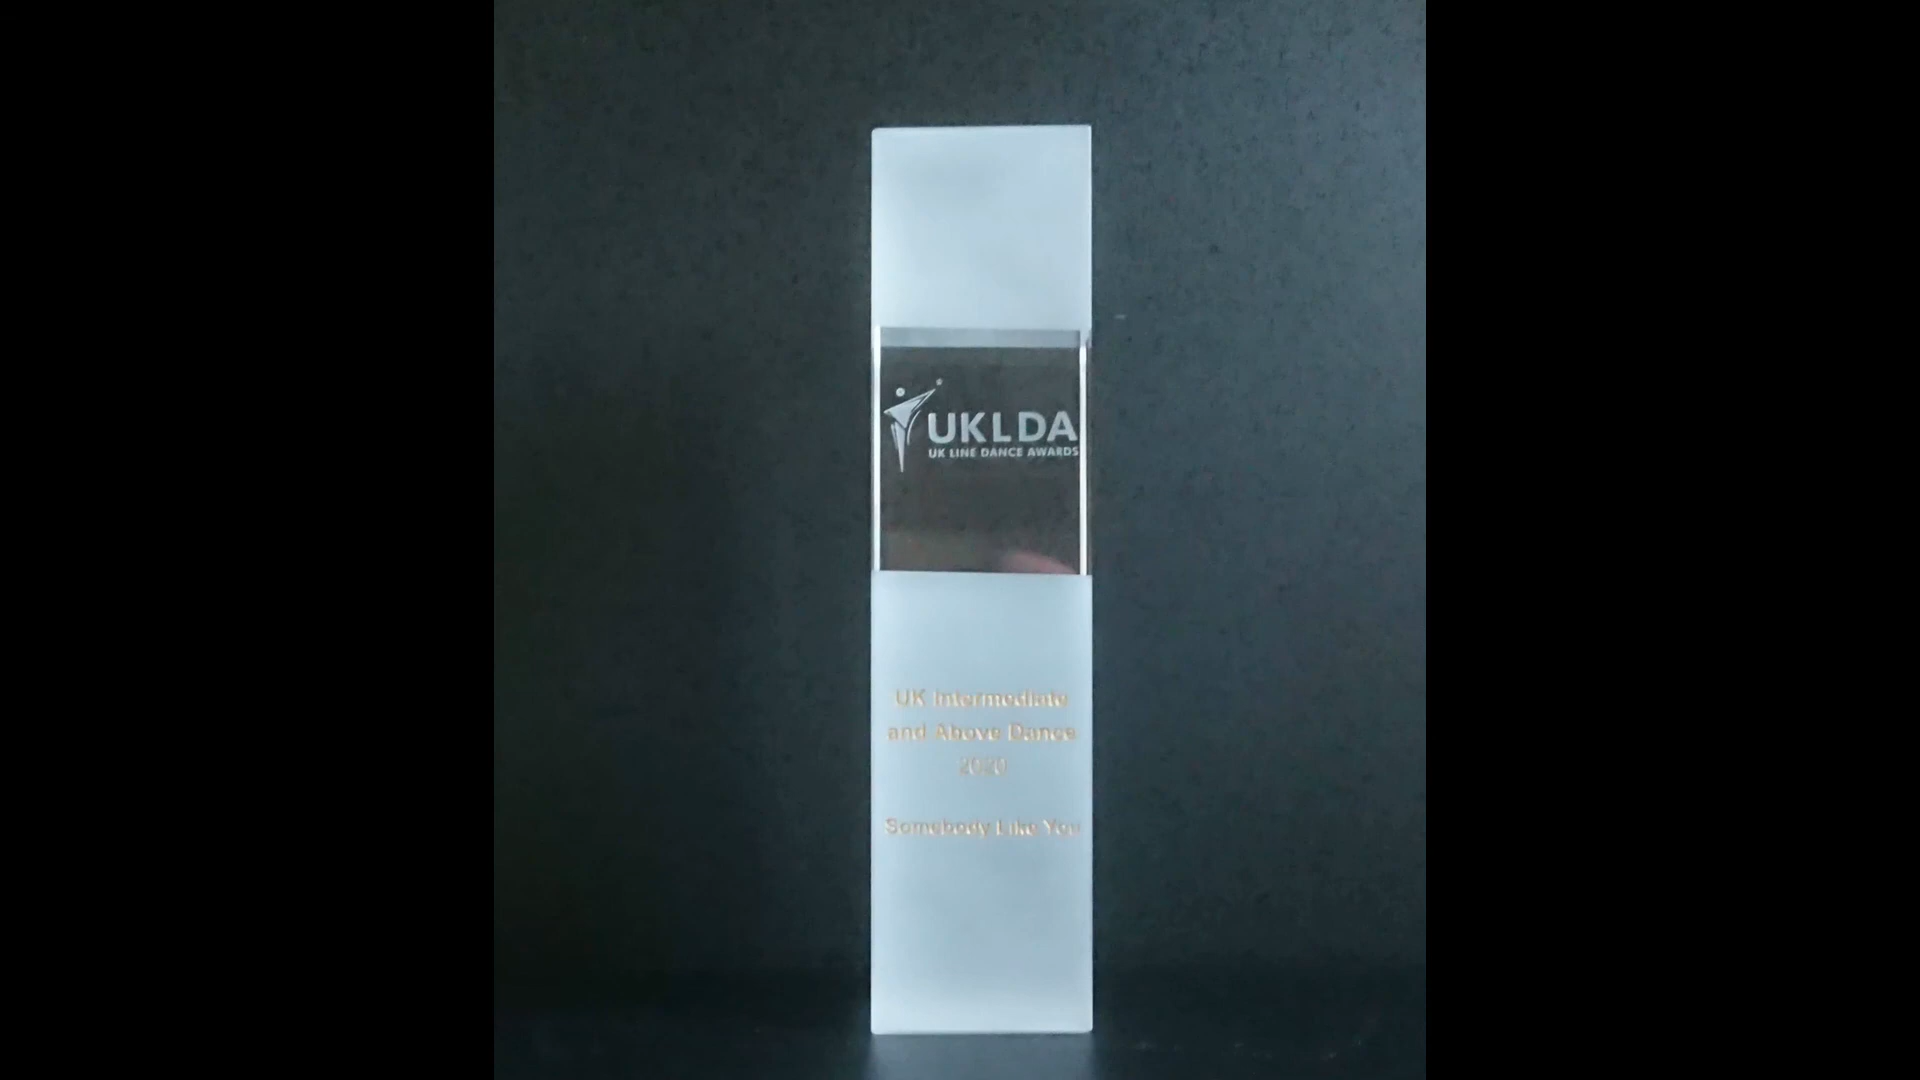 UKLDA
UK LINE DANCE AWARDS
UK Intermediate
and Above Dance
2020
Somebody Like You